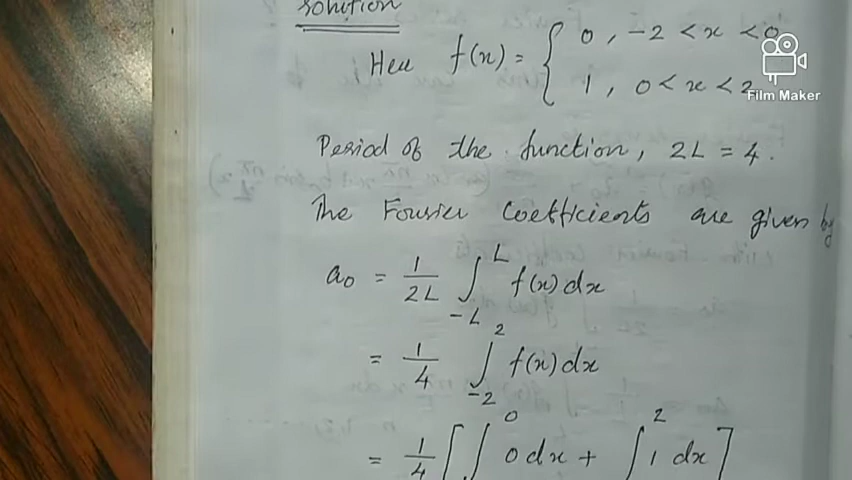 Solution
Here f(x) = { 0, -2 < x < 0
1, 0 < x < 2
Film Maker
Period of the function, 2L = 4.
The Fourier Coefficients are given by
a₀ = 1/2L ∫_{-L}^{L} f(x) dx
= 1/4 ∫_{-2}^{2} f(x) dx
= 1/4 [ ∫^{0} 0 dx + ∫^{2} 1 dx ]